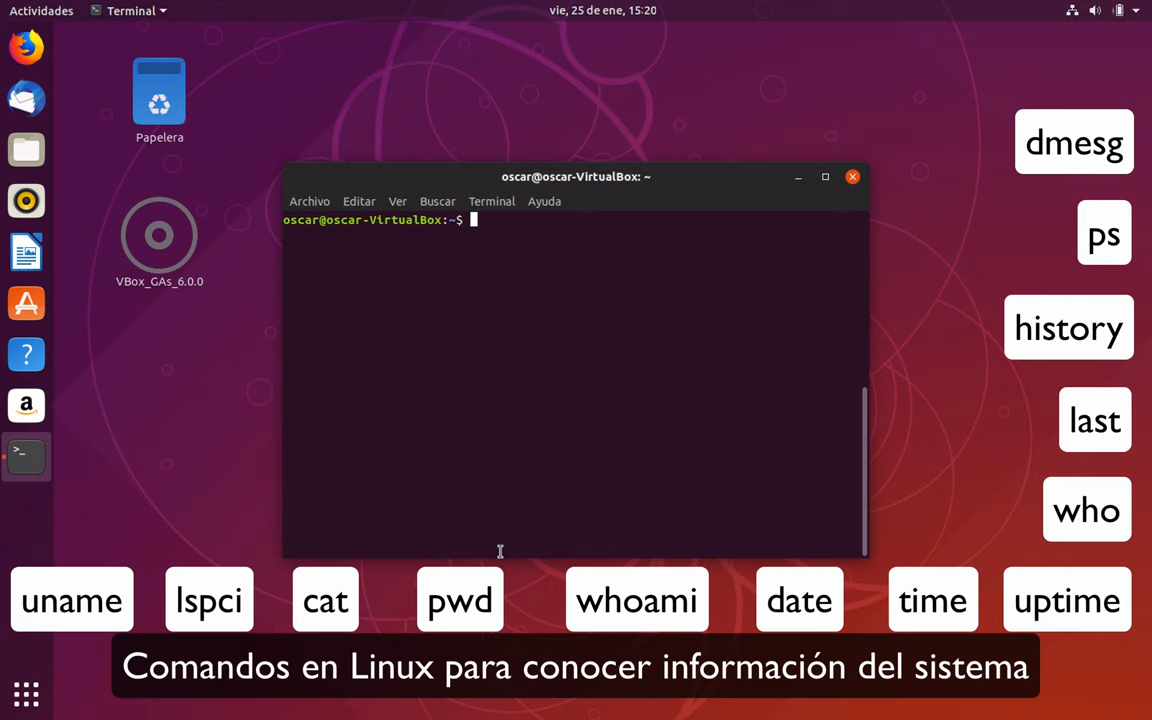 Actividades
Terminal
vie, 25 de ene, 15:20
Papelera
VBox_GAs_6.0.0
oscar@oscar-VirtualBox: ~
Archivo Editar Ver Buscar Terminal Ayuda
oscar@oscar-VirtualBox:~$
dmesg
ps
history
last
who
uname
lspci
cat
pwd
whoami
date
time
uptime
Comandos en Linux para conocer información del sistema